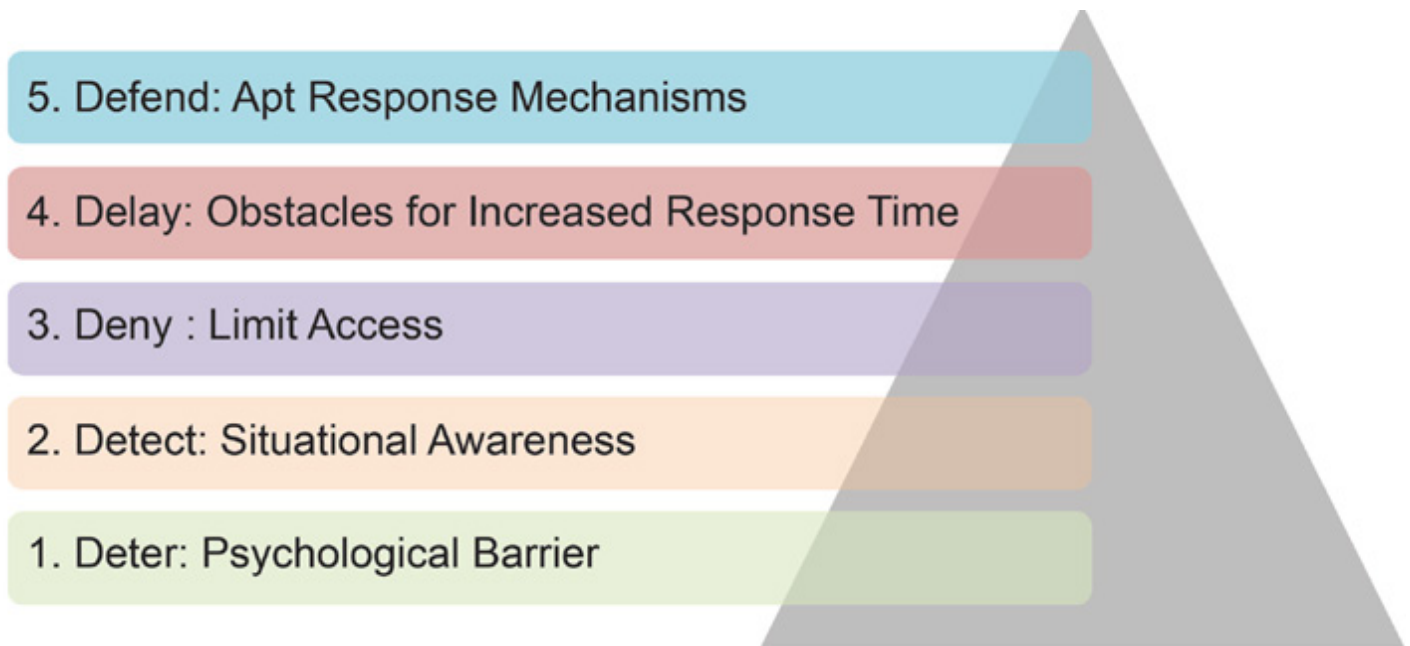 5. Defend: Apt Response Mechanisms
4. Delay: Obstacles for Increased Response Time
3. Deny : Limit Access
2. Detect: Situational Awareness
1. Deter: Psychological Barrier